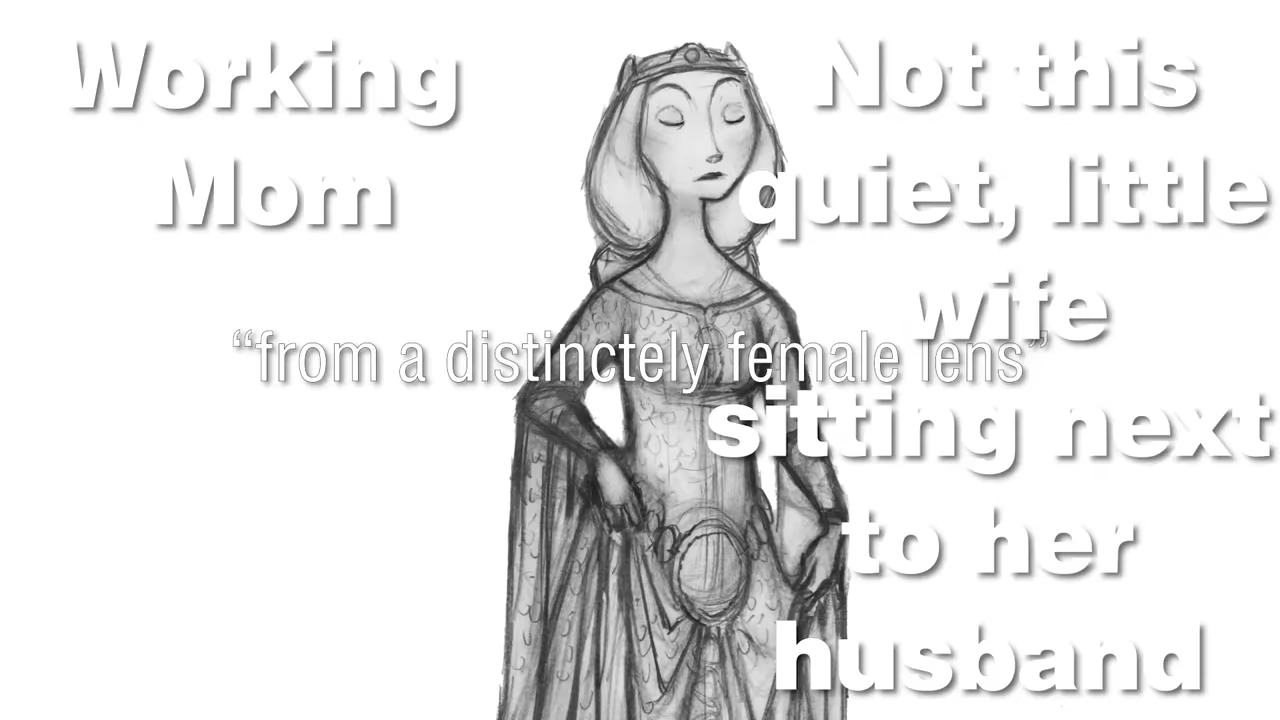 Working
Mom
Not this
quiet, little
wife
sitting next
to her
husband
“from a distinctely female lens”